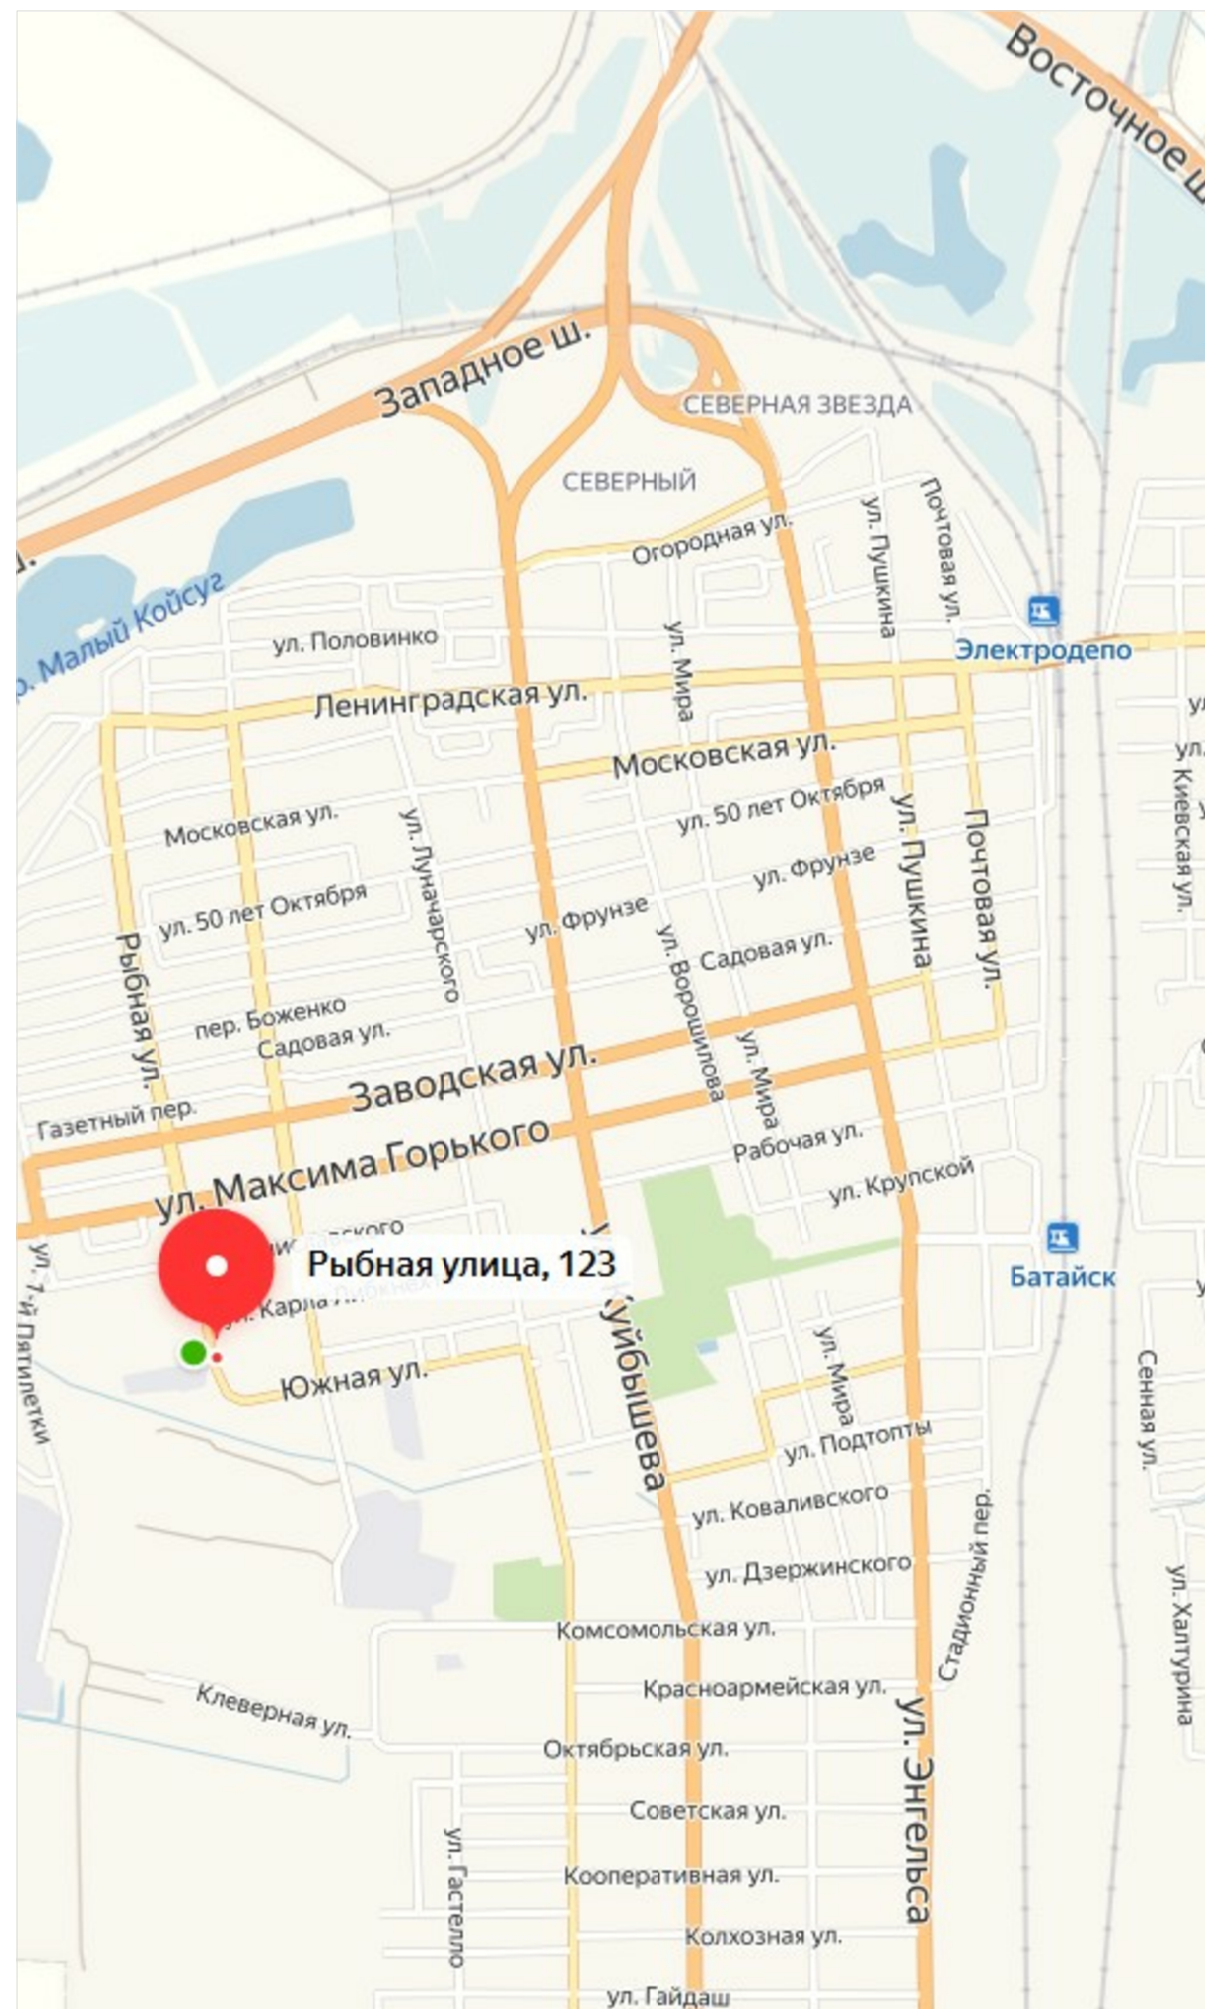 Восточное ш.
Западное ш.
СЕВЕРНАЯ ЗВЕЗДА
СЕВЕРНЫЙ
Огородная ул.
ул. Пушкина
Почтовая ул.
р. Малый Койсуг
ул. Половинко
ул. Мира
Электродепо
Ленинградская ул.
Московская ул.
ул. 50 лет Октября
Московская ул.
ул. Луначарского
ул. Пушкина
Почтовая ул.
ул. Киевская ул.
ул. Фрунзе
ул. 50 лет Октября
ул. Фрунзе
Рыбная ул.
ул. Ворошилова
Садовая ул.
пер. Боженко
Садовая ул.
ул. Мира
Заводская ул.
Газетный пер.
ул. Максима Горького
Рабочая ул.
ул. Крупской
ул. 7-й Пятилетки
Рыбная улица, 123
Батайск
ул. Карла
Куйбышева
Южная ул.
ул. Мира
Сенная ул.
ул. Подтопты
ул. Коваливского
ул. Дзержинского
Стадионный пер.
ул. Халтурина
Комсомольская ул.
Красноармейская ул.
Клеверная ул.
ул. Энгельса
Октябрьская ул.
Советская ул.
ул. Гастелло
Кооперативная ул.
Колхозная ул.
ул. Гайдаш